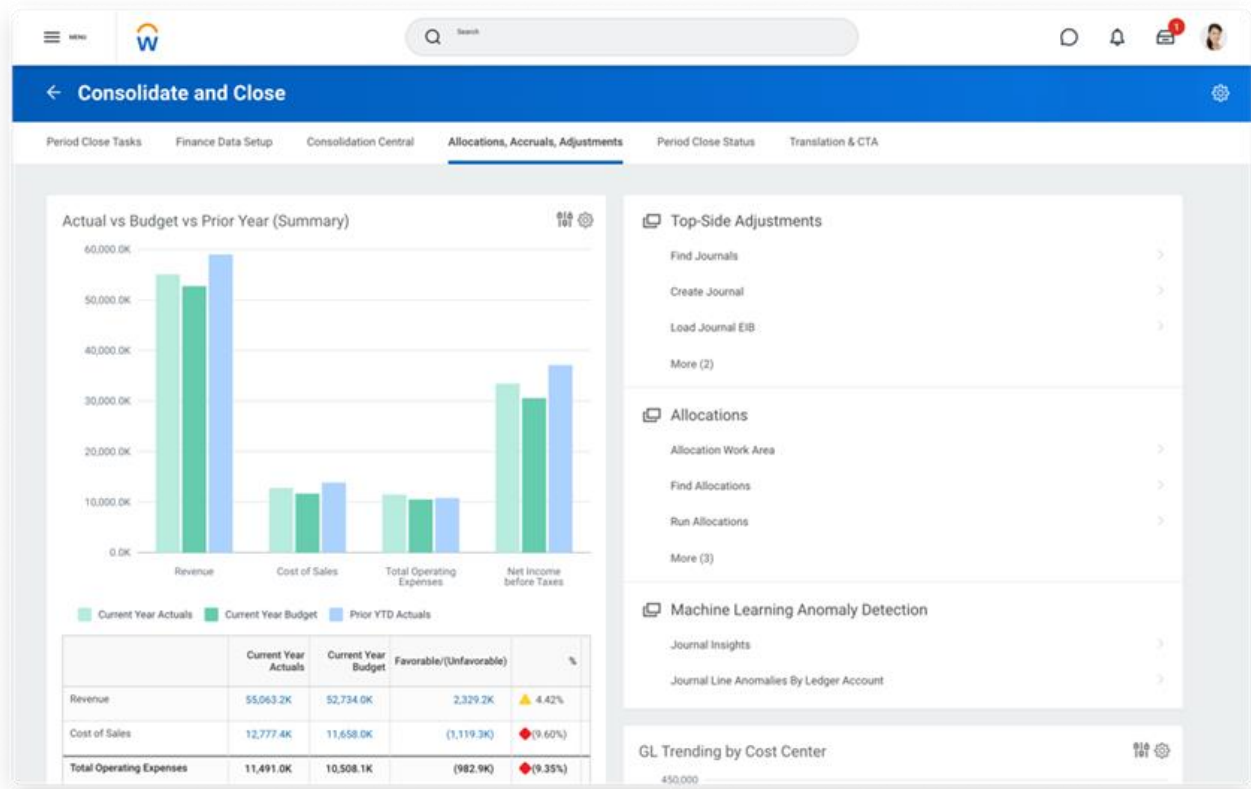 MENU
Search
1
Consolidate and Close
Period Close Tasks Finance Data Setup Consolidation Central Allocations, Accruals, Adjustments Period Close Status Translation & CTA
Actual vs Budget vs Prior Year (Summary)
60,000.0K
50,000.0K
40,000.0K
30,000.0K
20,000.0K
10,000.0K
0.0K
Revenue Cost of Sales Total Operating Expenses Net Income before Taxes
Current Year Actuals Current Year Budget Prior YTD Actuals
Current Year Actuals Current Year Budget Favorable/(Unfavorable) %
Revenue 55,063.2K 52,734.0K 2,329.2K 4.42%
Cost of Sales 12,777.4K 11,658.0K (1,119.3K) (9.60%)
Total Operating Expenses 11,491.0K 10,508.1K (982.9K) (9.35%)
Top-Side Adjustments
Find Journals
Create Journal
Load Journal EIB
More (2)
Allocations
Allocation Work Area
Find Allocations
Run Allocations
More (3)
Machine Learning Anomaly Detection
Journal Insights
Journal Line Anomalies By Ledger Account
GL Trending by Cost Center
450,000